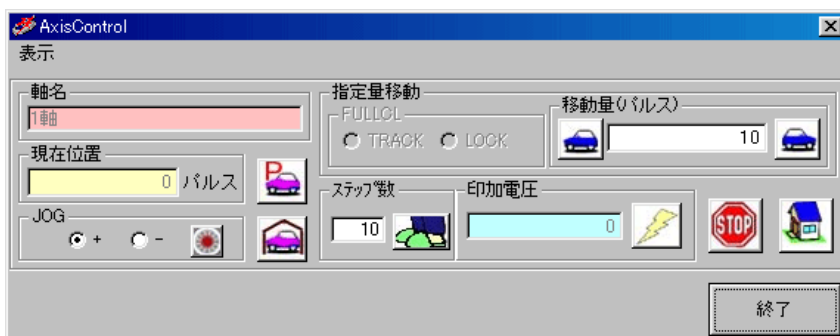 AxisControl
表示
軸名
1軸
指定量移動
FULLCL
TRACK
LOCK
移動量(パルス)
10
現在位置
0 パルス
P
JOG
+
-
ステップ数
10
印加電圧
0
STOP
終了